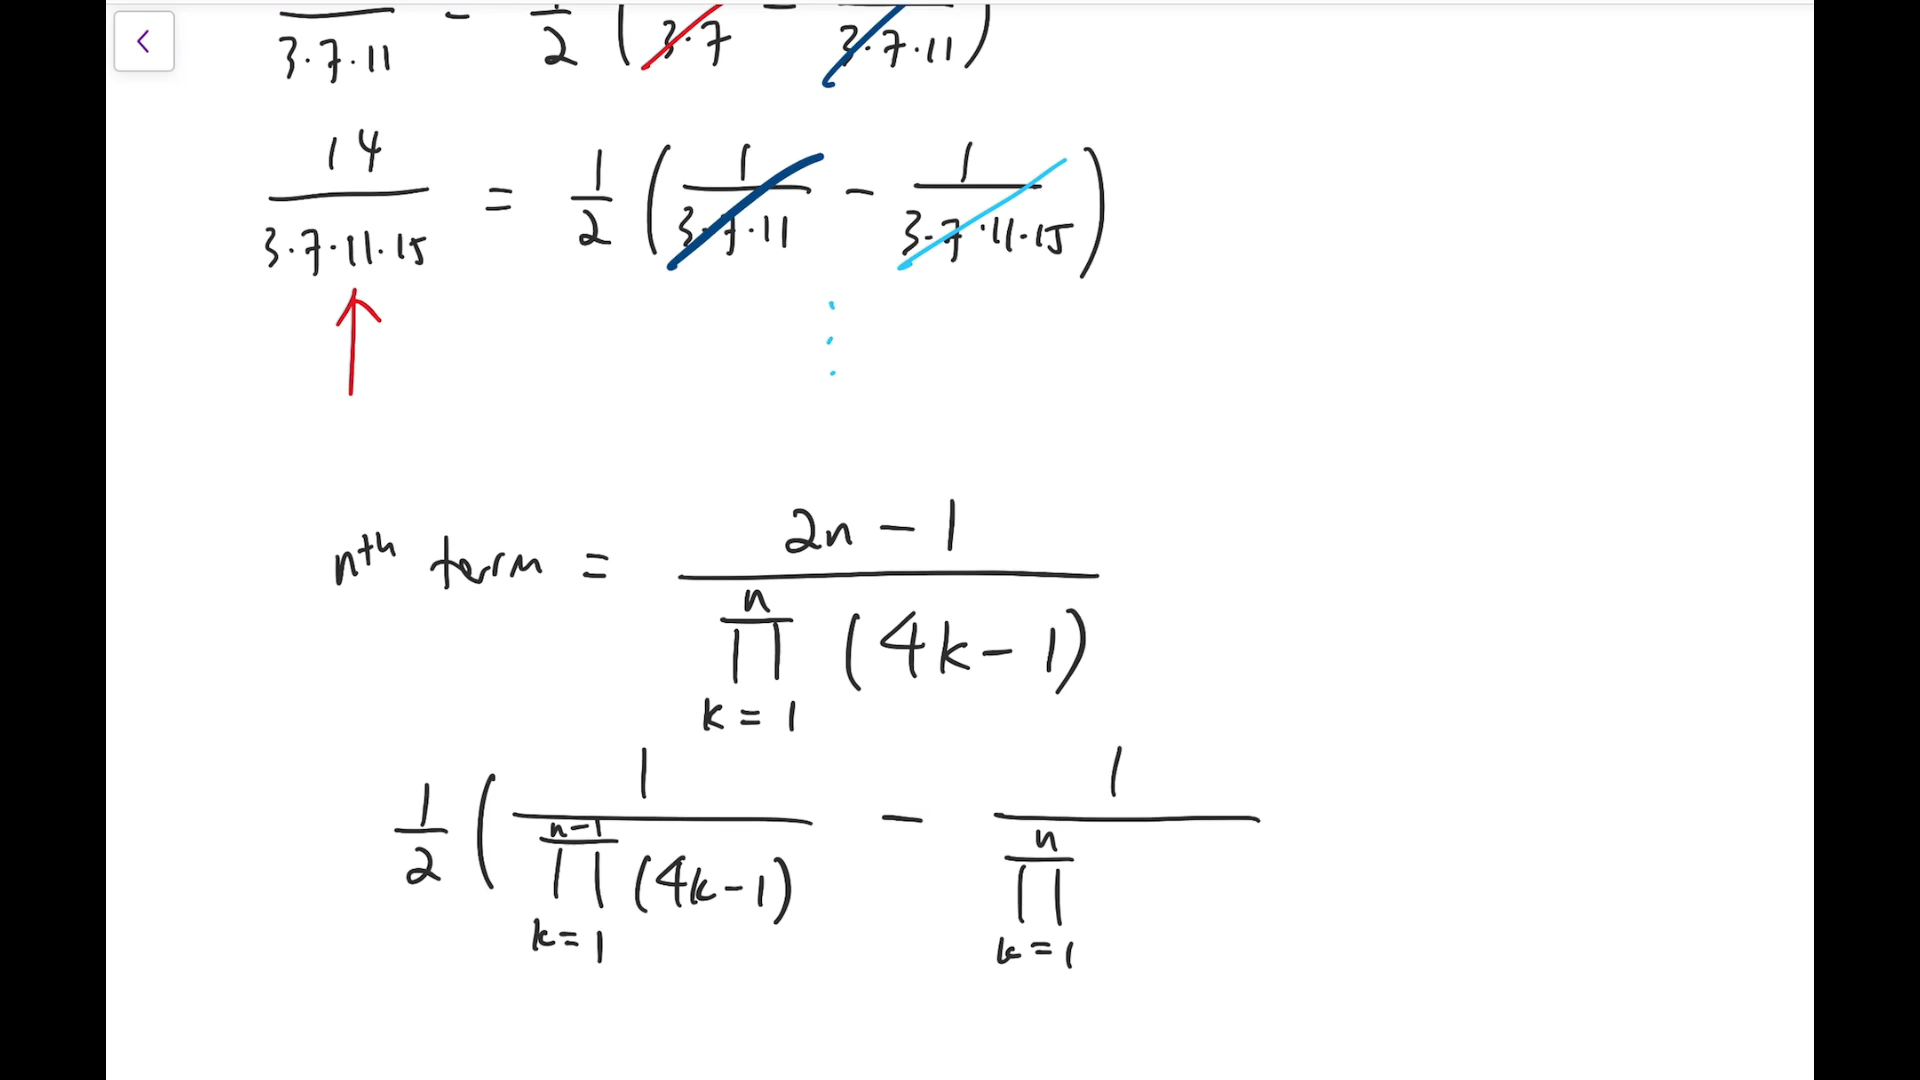 / 3·7·11 - 1/2 ( / 3·7 - / 3·7·11 )
14 / 3·7·11·15 = 1/2 ( 1 / 3·7·11 - 1 / 3·7·11·15 )
nth term = 2n - 1 / n ∏ k = 1 (4k - 1)
1/2 ( 1 / n-1 ∏ k = 1 (4k - 1) - 1 / n ∏ k = 1